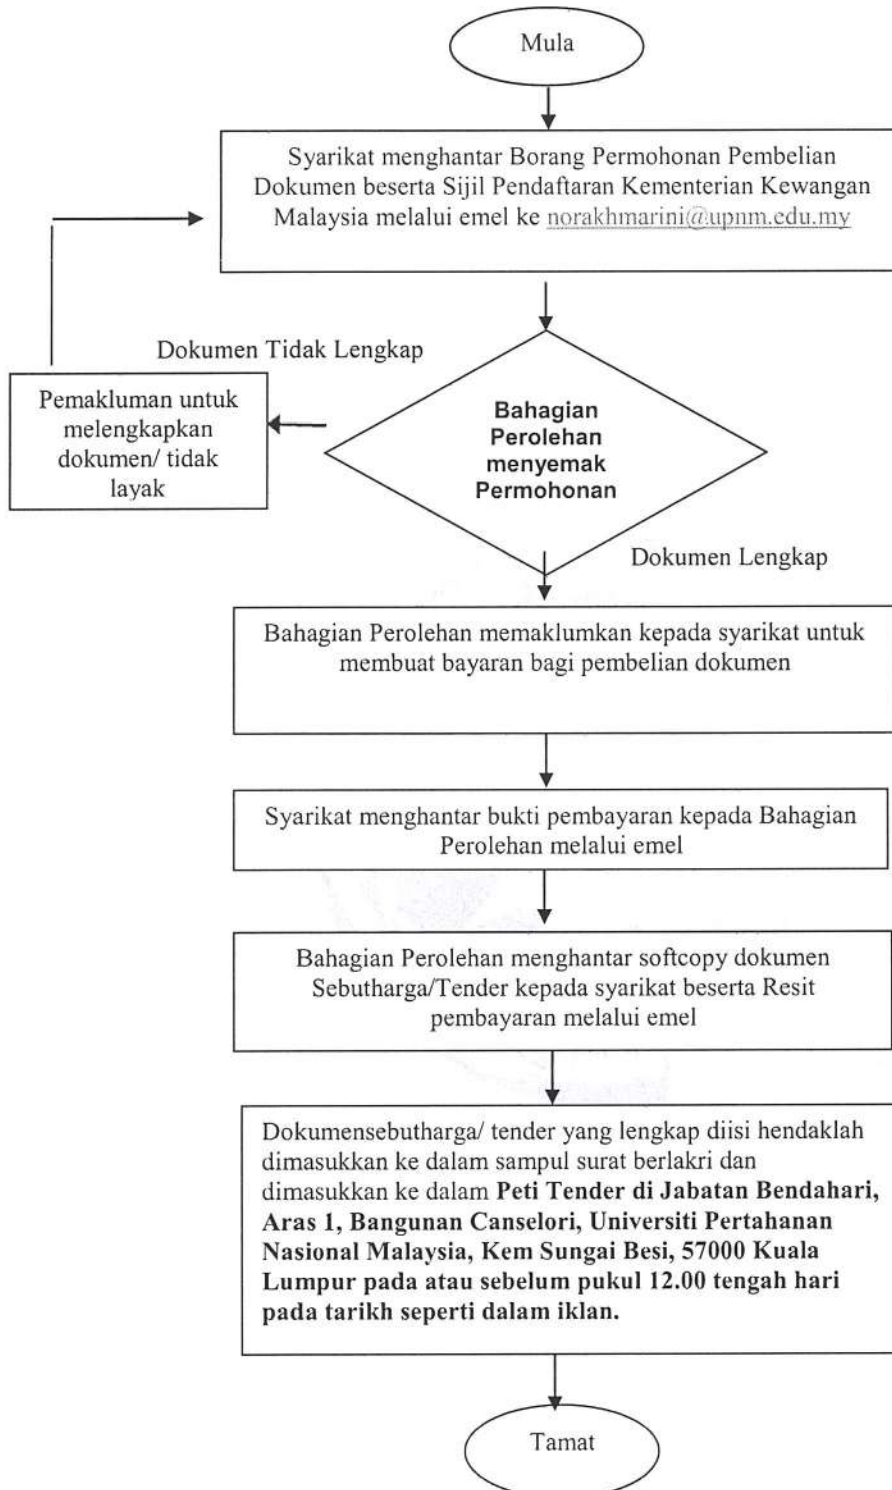 Mula
Syarikat menghantar Borang Permohonan Pembelian
Dokumen beserta Sijil Pendaftaran Kementerian Kewangan
Malaysia melalui emel ke norakhmarini@upnm.edu.my
Dokumen Tidak Lengkap
Pemakluman untuk
melengkapkan
dokumen/ tidak
layak
Bahagian
Perolehan
menyemak
Permohonan
Dokumen Lengkap
Bahagian Perolehan memaklumkan kepada syarikat untuk
membuat bayaran bagi pembelian dokumen
Syarikat menghantar bukti pembayaran kepada Bahagian
Perolehan melalui emel
Bahagian Perolehan menghantar softcopy dokumen
Sebutharga/Tender kepada syarikat beserta Resit
pembayaran melalui emel
Dokumensebutharga/ tender yang lengkap diisi hendaklah
dimasukkan ke dalam sampul surat berlakri dan
dimasukkan ke dalam Peti Tender di Jabatan Bendahari,
Aras 1, Bangunan Canselori, Universiti Pertahanan
Nasional Malaysia, Kem Sungai Besi, 57000 Kuala
Lumpur pada atau sebelum pukul 12.00 tengah hari
pada tarikh seperti dalam iklan.
Tamat